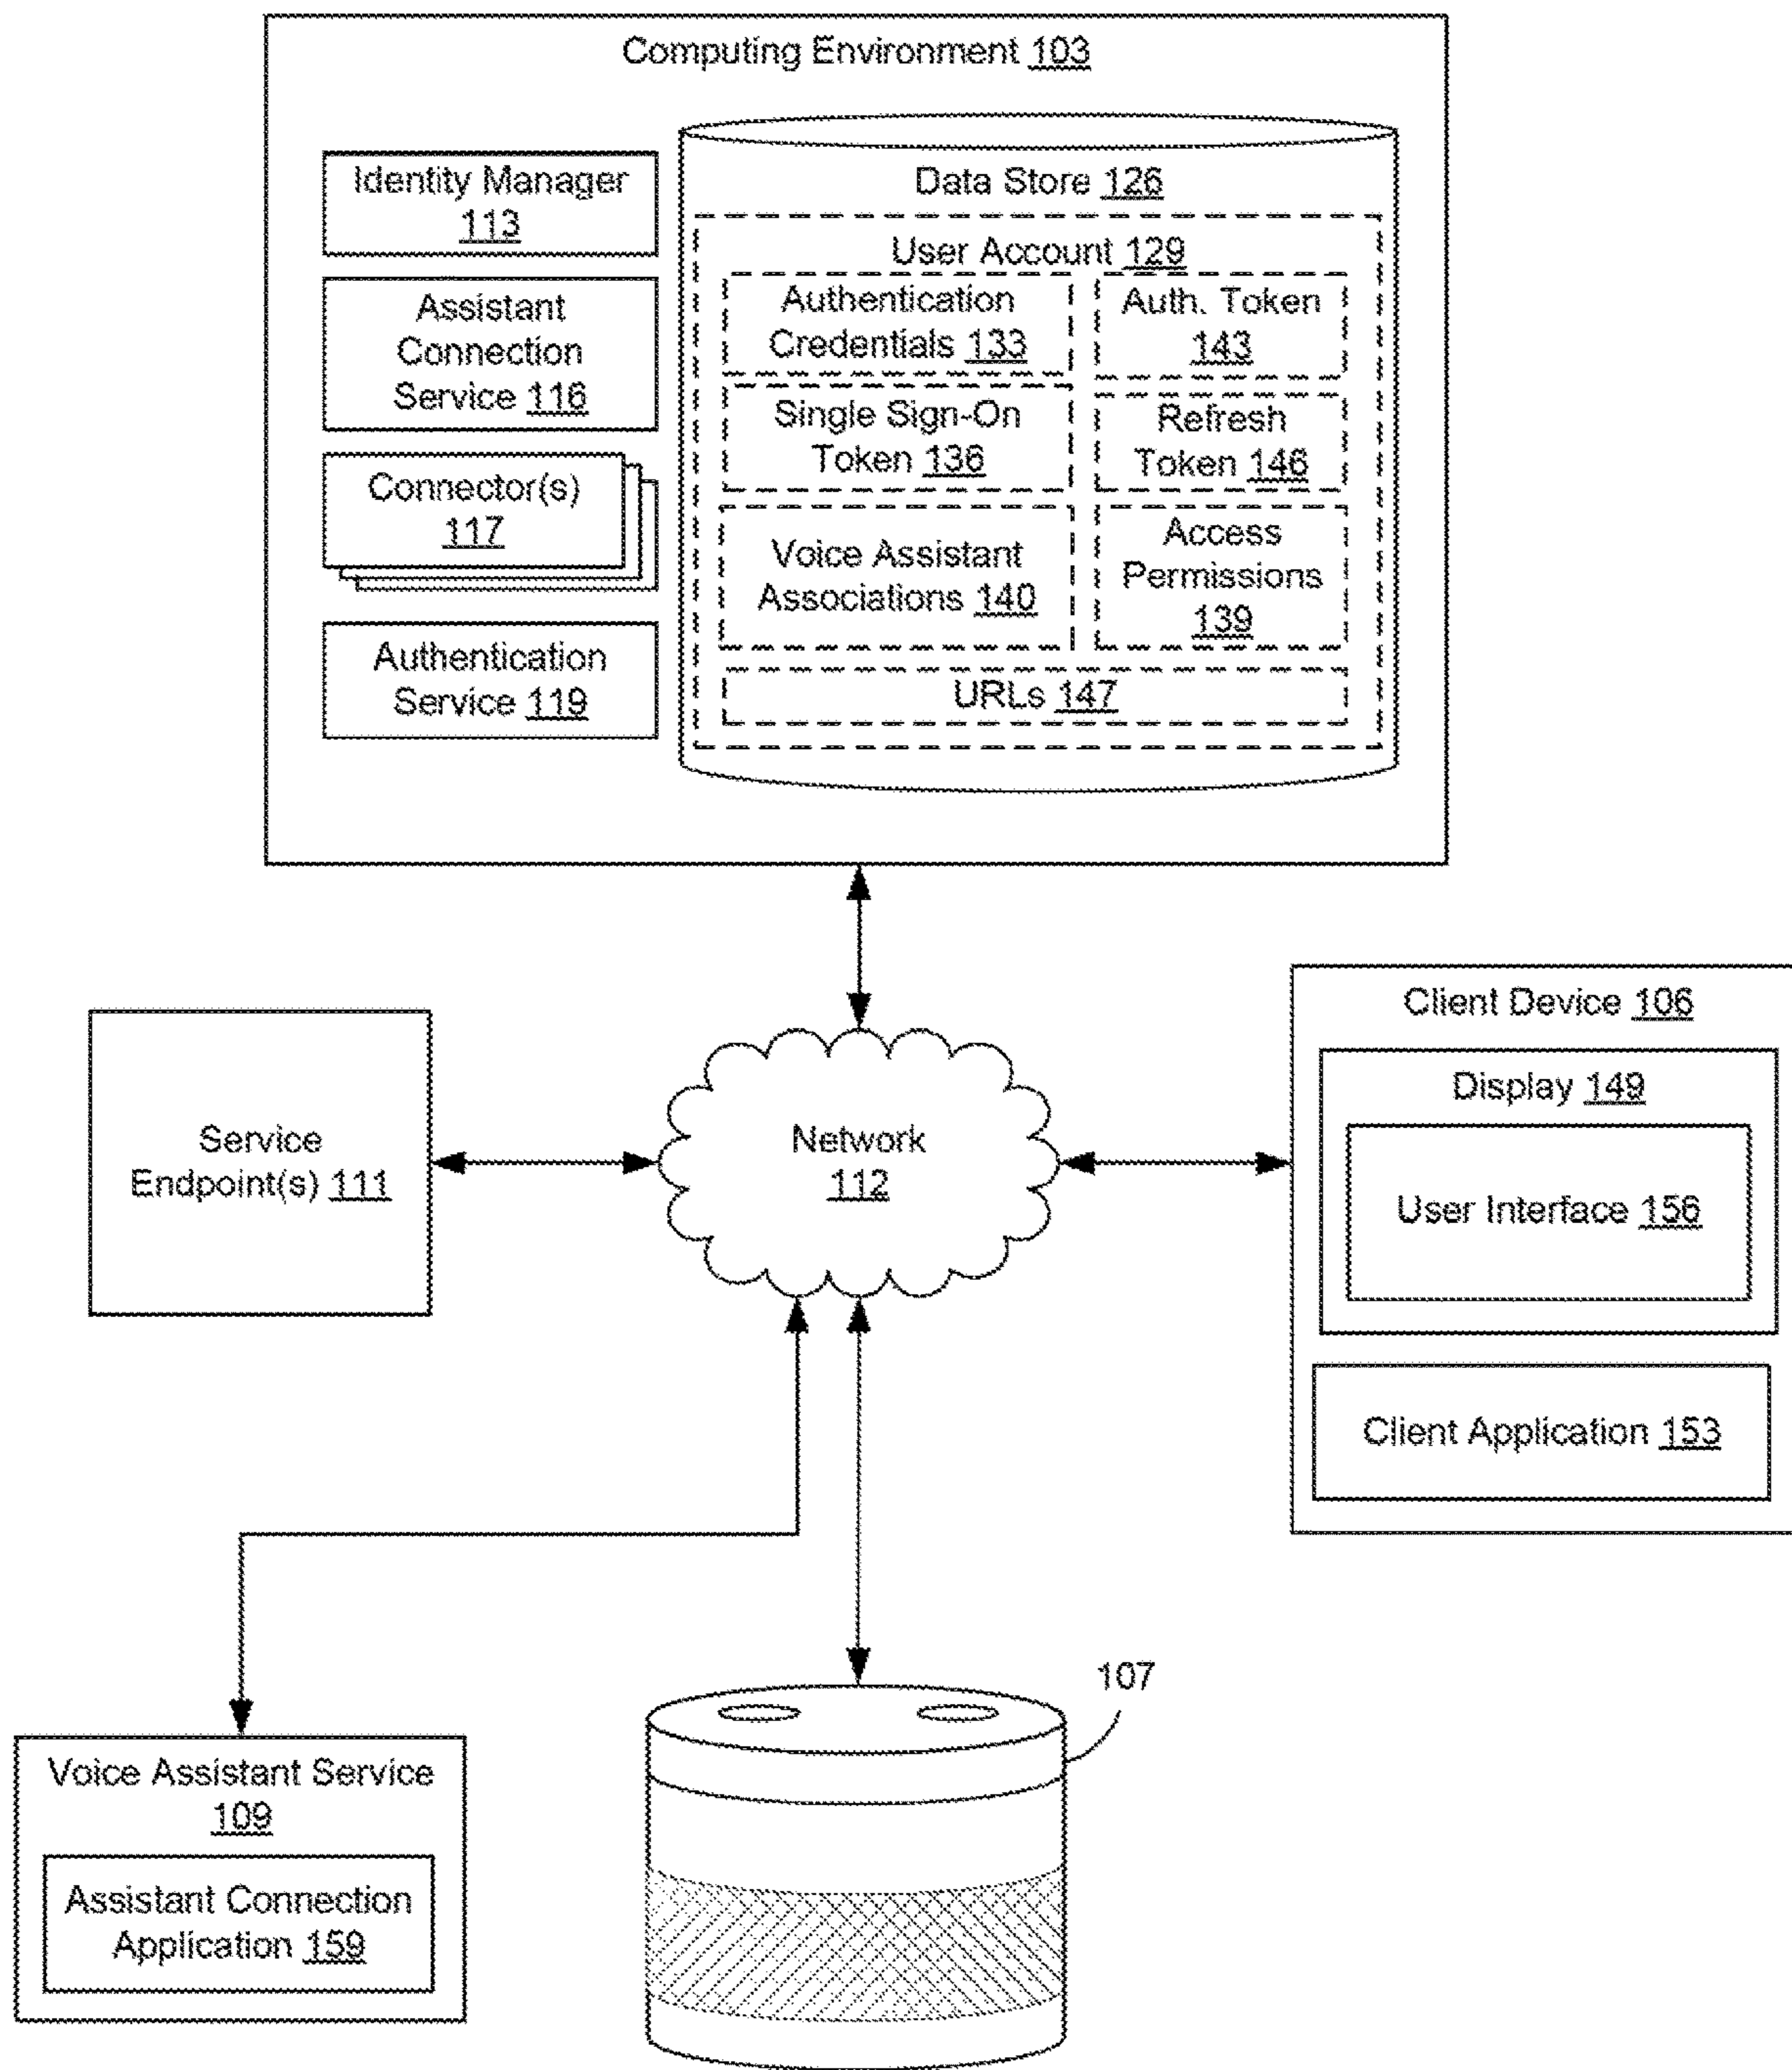 Computing Environment 103
Identity Manager
113
Assistant
Connection
Service 116
Connector(s)
117
Authentication
Service 119
Data Store 126
User Account 129
Authentication
Credentials 133
Auth. Token
143
Single Sign-On
Token 136
Refresh
Token 146
Voice Assistant
Associations 140
Access
Permissions
139
URLs 147
Service
Endpoint(s) 111
Network
112
Client Device 106
Display 149
User Interface 156
Client Application 153
Voice Assistant Service
109
Assistant Connection
Application 159
107